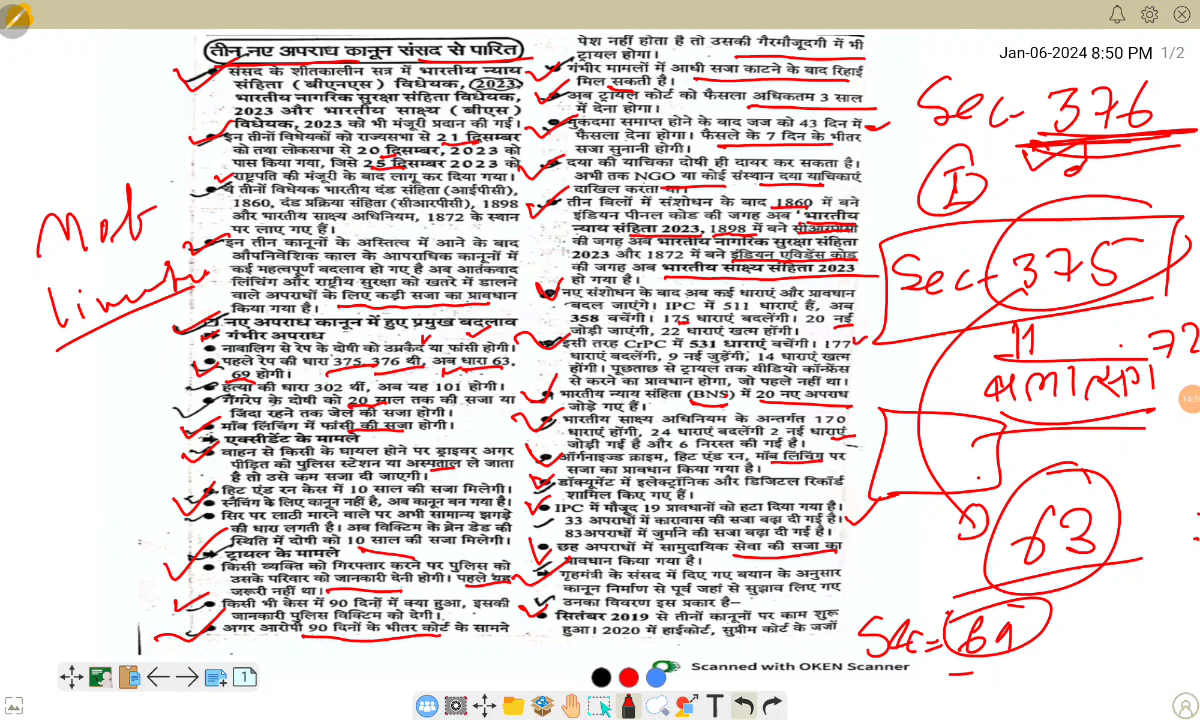 Jan-06-2024 8:50 PM 1/2
तीन नए अपराध कानून संसद से पारित
संसद के शीतकालीन सत्र में भारतीय न्याय
संहिता (बीएनएस) विधेयक, 2023,
भारतीय नागरिक सुरक्षा संहिता विधेयक,
2023 और भारतीय साक्ष्य (बीएस)
विधेयक, 2023 को भी मंजूरी प्रदान की गई।
इन तीनों विधेयकों को राज्यसभा से 21 दिसम्बर
को तथा लोकसभा से 20 दिसम्बर, 2023 को
पास किया गया, जिसे 25 दिसम्बर 2023 को
राष्ट्रपति की मंजूरी के बाद लागू कर दिया गया।
ये तीनों विधेयक भारतीय दंड संहिता (आईपीसी),
1860, दंड प्रक्रिया संहिता (सीआरपीसी), 1898
और भारतीय साक्ष्य अधिनियम, 1872 के स्थान
पर लाए गए हैं।
इन तीन कानूनों के अस्तित्व में आने के बाद
औपनिवेशिक काल के आपराधिक कानूनों में
कई महत्वपूर्ण बदलाव हो गए है अब आतंकवाद
लिंचिंग और राष्ट्रीय सुरक्षा को खतरे में डालने
वाले अपराधों के लिए कड़ी सजा का प्रावधान
किया गया है।
नए अपराध कानून में हुए प्रमुख बदलाव
गंभीर अपराध
नाबालिग से रेप के दोषी को उम्रकैद या फांसी होगी।
पहले रेप की धारा 375, 376 थी, अब धारा 63,
69 होगी।
हत्या की धारा 302 थीं, अब यह 101 होगी।
गैंगरेप के दोषी को 20 साल तक की सजा या
जिंदा रहने तक जेल की सजा होगी।
मॉब लिंचिंग में फांसी की सजा होगी।
एक्सीडेंट के मामले
वाहन से किसी के घायल होने पर ड्राइवर अगर
पीड़ित को पुलिस स्टेशन या अस्पताल ले जाता
है तो उसे कम सजा दी जाएगी।
हिट एंड रन केस में 10 साल की सजा मिलेगी।
स्नैचिंग के लिए कानून नहीं है, अब कानून बन गया है।
सिर पर लाठी मारने वाले पर अभी सामान्य झगड़े
की धारा लगती है। अब विक्टिम के ब्रेन डेड की
स्थिति में दोषी को 10 साल की सजा मिलेगी।
ट्रायल के मामले
किसी व्यक्ति को गिरफ्तार करने पर पुलिस को
उसके परिवार को जानकारी देनी होगी। पहले यह
जरूरी नहीं था।
किसी भी केस में 90 दिनों में क्या हुआ, इसकी
जानकारी पुलिस विक्टिम को देगी।
अगर आरोपी 90 दिनों के भीतर कोर्ट के सामने
पेश नहीं होता है तो उसकी गैरमौजूदगी में भी
ट्रायल होगा।
गंभीर मामलों में आधी सजा काटने के बाद रिहाई
मिल सकती है।
अब ट्रायल कोर्ट को फैसला अधिकतम 3 साल
में देना होगा।
मुकदमा समाप्त होने के बाद जज को 43 दिन में
फैसला देना होगा। फैसले के 7 दिन के भीतर
सजा सुनानी होगी।
दया की याचिका दोषी ही दायर कर सकता है।
अभी तक NGO या कोई संस्थान दया याचिकाएं
दाखिल करता था।
तीन बिलों में संशोधन के बाद 1860 में बने
इंडियन पीनल कोड की जगह अब भारतीय
न्याय संहिता 2023, 1898 में बने सीआरपीसी
की जगह अब भारतीय नागरिक सुरक्षा संहिता
2023 और 1872 में बने इंडियन एविडेंस कोड
की जगह अब भारतीय साक्ष्य संहिता 2023
हो गया है।
नए संशोधन के बाद अब कई धाराएं और प्रावधान
बदल जाएंगे। IPC में 511 धाराएं हैं, अब
358 बचेंगी। 175 धाराएं बदलेंगी। 20 नई
जोड़ी जाएंगी, 22 धाराएं खत्म होंगी।
इसी तरह CrPC में 531 धाराएं बचेंगी। 177
धाराएं बदलेंगी, 9 नई जुड़ेंगी, 14 धाराएं खत्म
होंगी। पूछताछ से ट्रायल तक वीडियो कॉन्फ्रेंस
से करने का प्रावधान होगा, जो पहले नहीं था।
भारतीय न्याय संहिता (BNS) में 20 नए अपराध
जोड़े गए हैं।
भारतीय साक्ष्य अधिनियम के अन्तर्गत 170
धाराएं होंगी, 24 धाराएं बदलेंगी 2 नई धाराएं
जोड़ी गई है और 6 निरस्त की गई है।
ऑर्गनाइज्ड क्राइम, हिट एंड रन, मॉब लिंचिंग पर
सजा का प्रावधान किया गया है।
डॉक्यूमेंट में इलेक्ट्रॉनिक और डिजिटल रिकॉर्ड
शामिल किए गए हैं।
IPC में मौजूद 19 प्रावधानों को हटा दिया गया है।
33 अपराधों में कारावास की सजा बढ़ा दी गई है।
83अपराधों में जुर्माने की सजा बढ़ा दी गई है।
छह अपराधों में सामुदायिक सेवा की सजा का
प्रावधान किया गया है।
गृहमंत्री के संसद में दिए गए बयान के अनुसार
कानून निर्माण से पूर्व जहां से सुझाव लिए गए
उनका विवरण इस प्रकार है–
सितंबर 2019 से तीनों कानूनों पर काम शुरू
हुआ। 2020 में हाईकोर्ट, सुप्रीम कोर्ट के जजों
Scanned with OKEN Scanner
Mob
Sec- 376
I
Sec- 375
11
72
63
Sec= 69
1
T